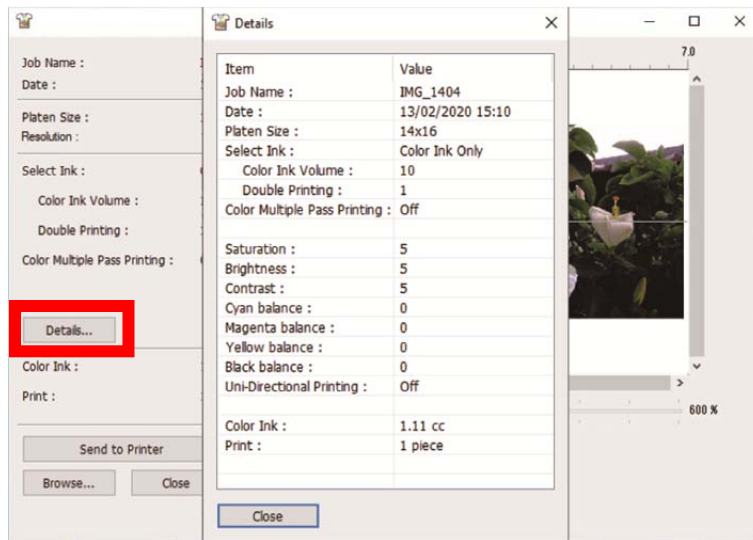 Job Name :
Date :
Platen Size :
Resolution :
Select Ink :
Color Ink Volume :
Double Printing :
Color Multiple Pass Printing :
Details...
Color Ink :
Print :
Send to Printer
Browse... Close
Details
Item Value
Job Name : IMG_1404
Date : 13/02/2020 15:10
Platen Size : 14x16
Select Ink : Color Ink Only
Color Ink Volume : 10
Double Printing : 1
Color Multiple Pass Printing : Off
Saturation : 5
Brightness : 5
Contrast : 5
Cyan balance : 0
Magenta balance : 0
Yellow balance : 0
Black balance : 0
Uni-Directional Printing : Off
Color Ink : 1.11 cc
Print : 1 piece
Close
7.0
600 %